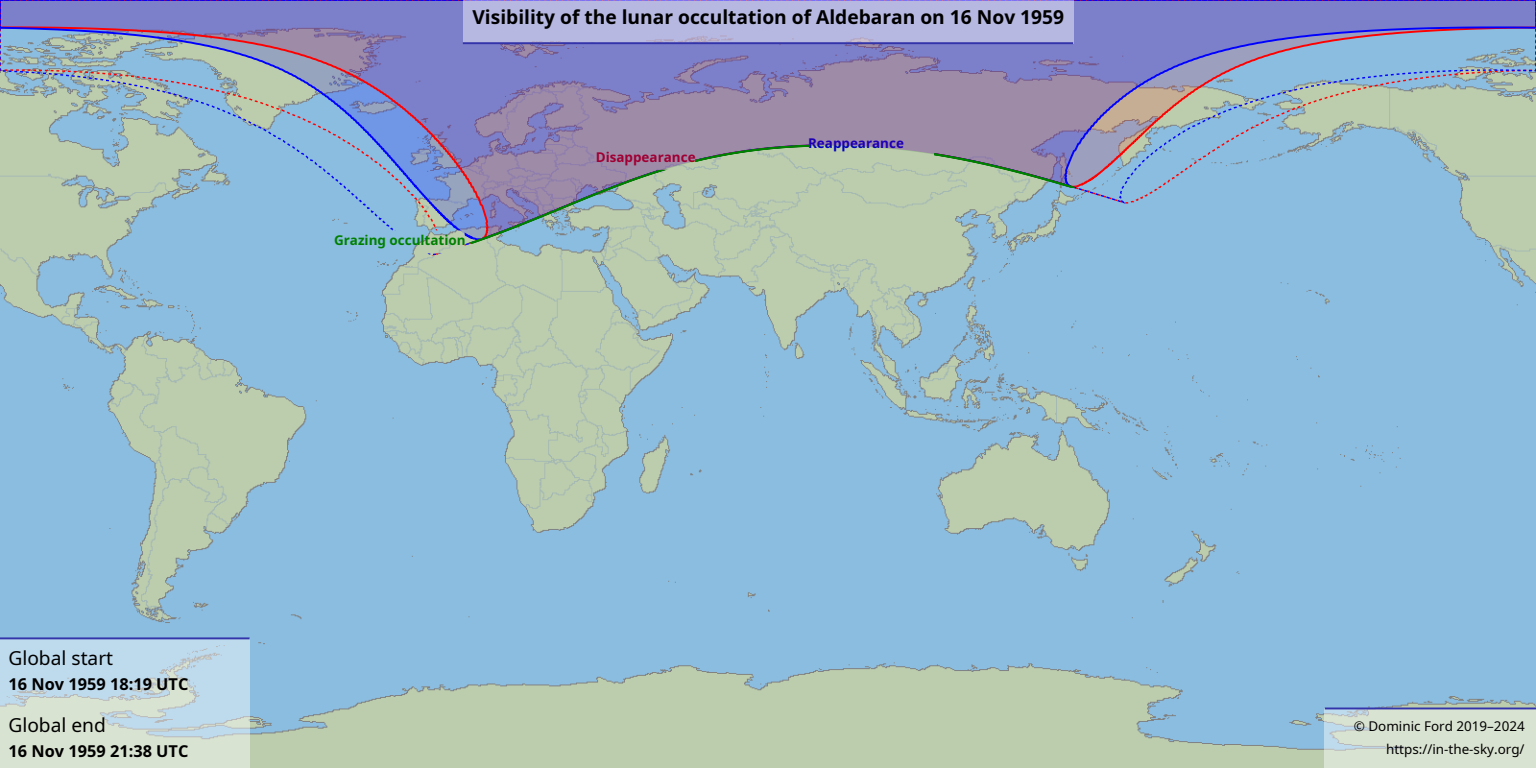 Visibility of the lunar occultation of Aldebaran on 16 Nov 1959
Disappearance
Reappearance
Grazing occultation
Global start
16 Nov 1959 18:19 UTC
Global end
16 Nov 1959 21:38 UTC
© Dominic Ford 2019–2024
https://in-the-sky.org/